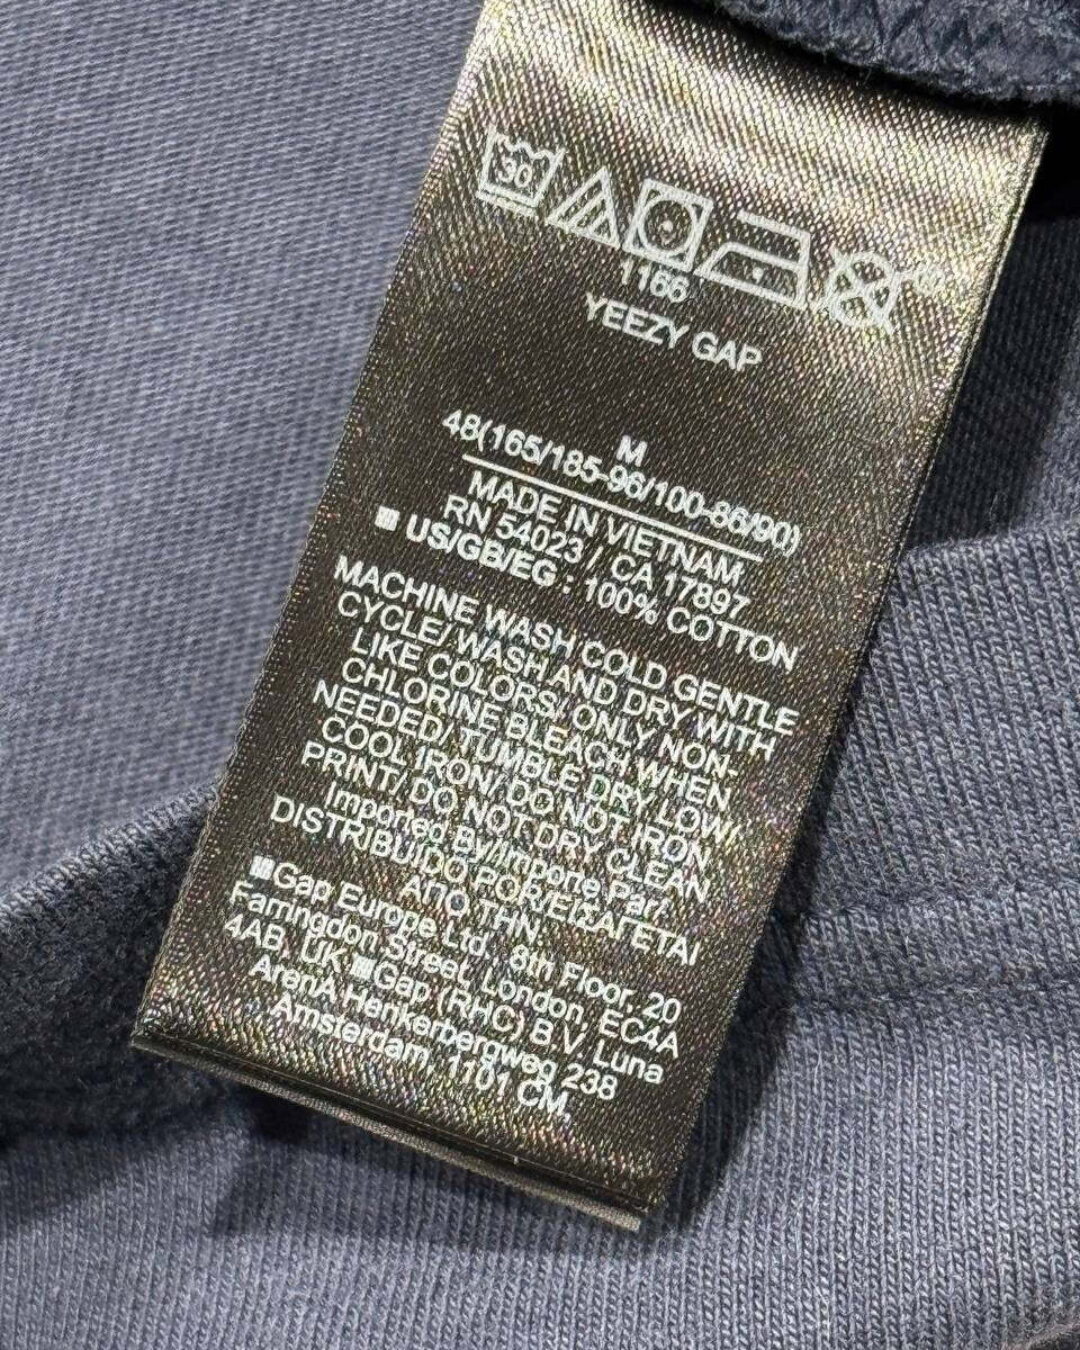 30
1166
YEEZY GAP
M
48(165/185-96/100-86/90)
MADE IN VIETNAM
RN 54023 / CA 17897
US/GB/EG : 100% COTTON
MACHINE WASH COLD GENTLE
CYCLE/ WASH AND DRY WITH
LIKE COLORS/ ONLY NON-
CHLORINE BLEACH WHEN
NEEDED/ TUMBLE DRY LOW/
COOL IRON/ DO NOT IRON
PRINT/ DO NOT DRY CLEAN
Imported By/Importe Par/
DISTRIBUIDO POR/ΕΙΣΑΓΕΤΑΙ
ΑΠΟ ΤΗΝ:
Gap Europe Ltd., 8th Floor, 20
Farringdon Street, London, EC4A
4AB, UK Gap (RHC) B.V, Luna
ArenA Herikerbergweg 238
Amsterdam, 1101 CM,